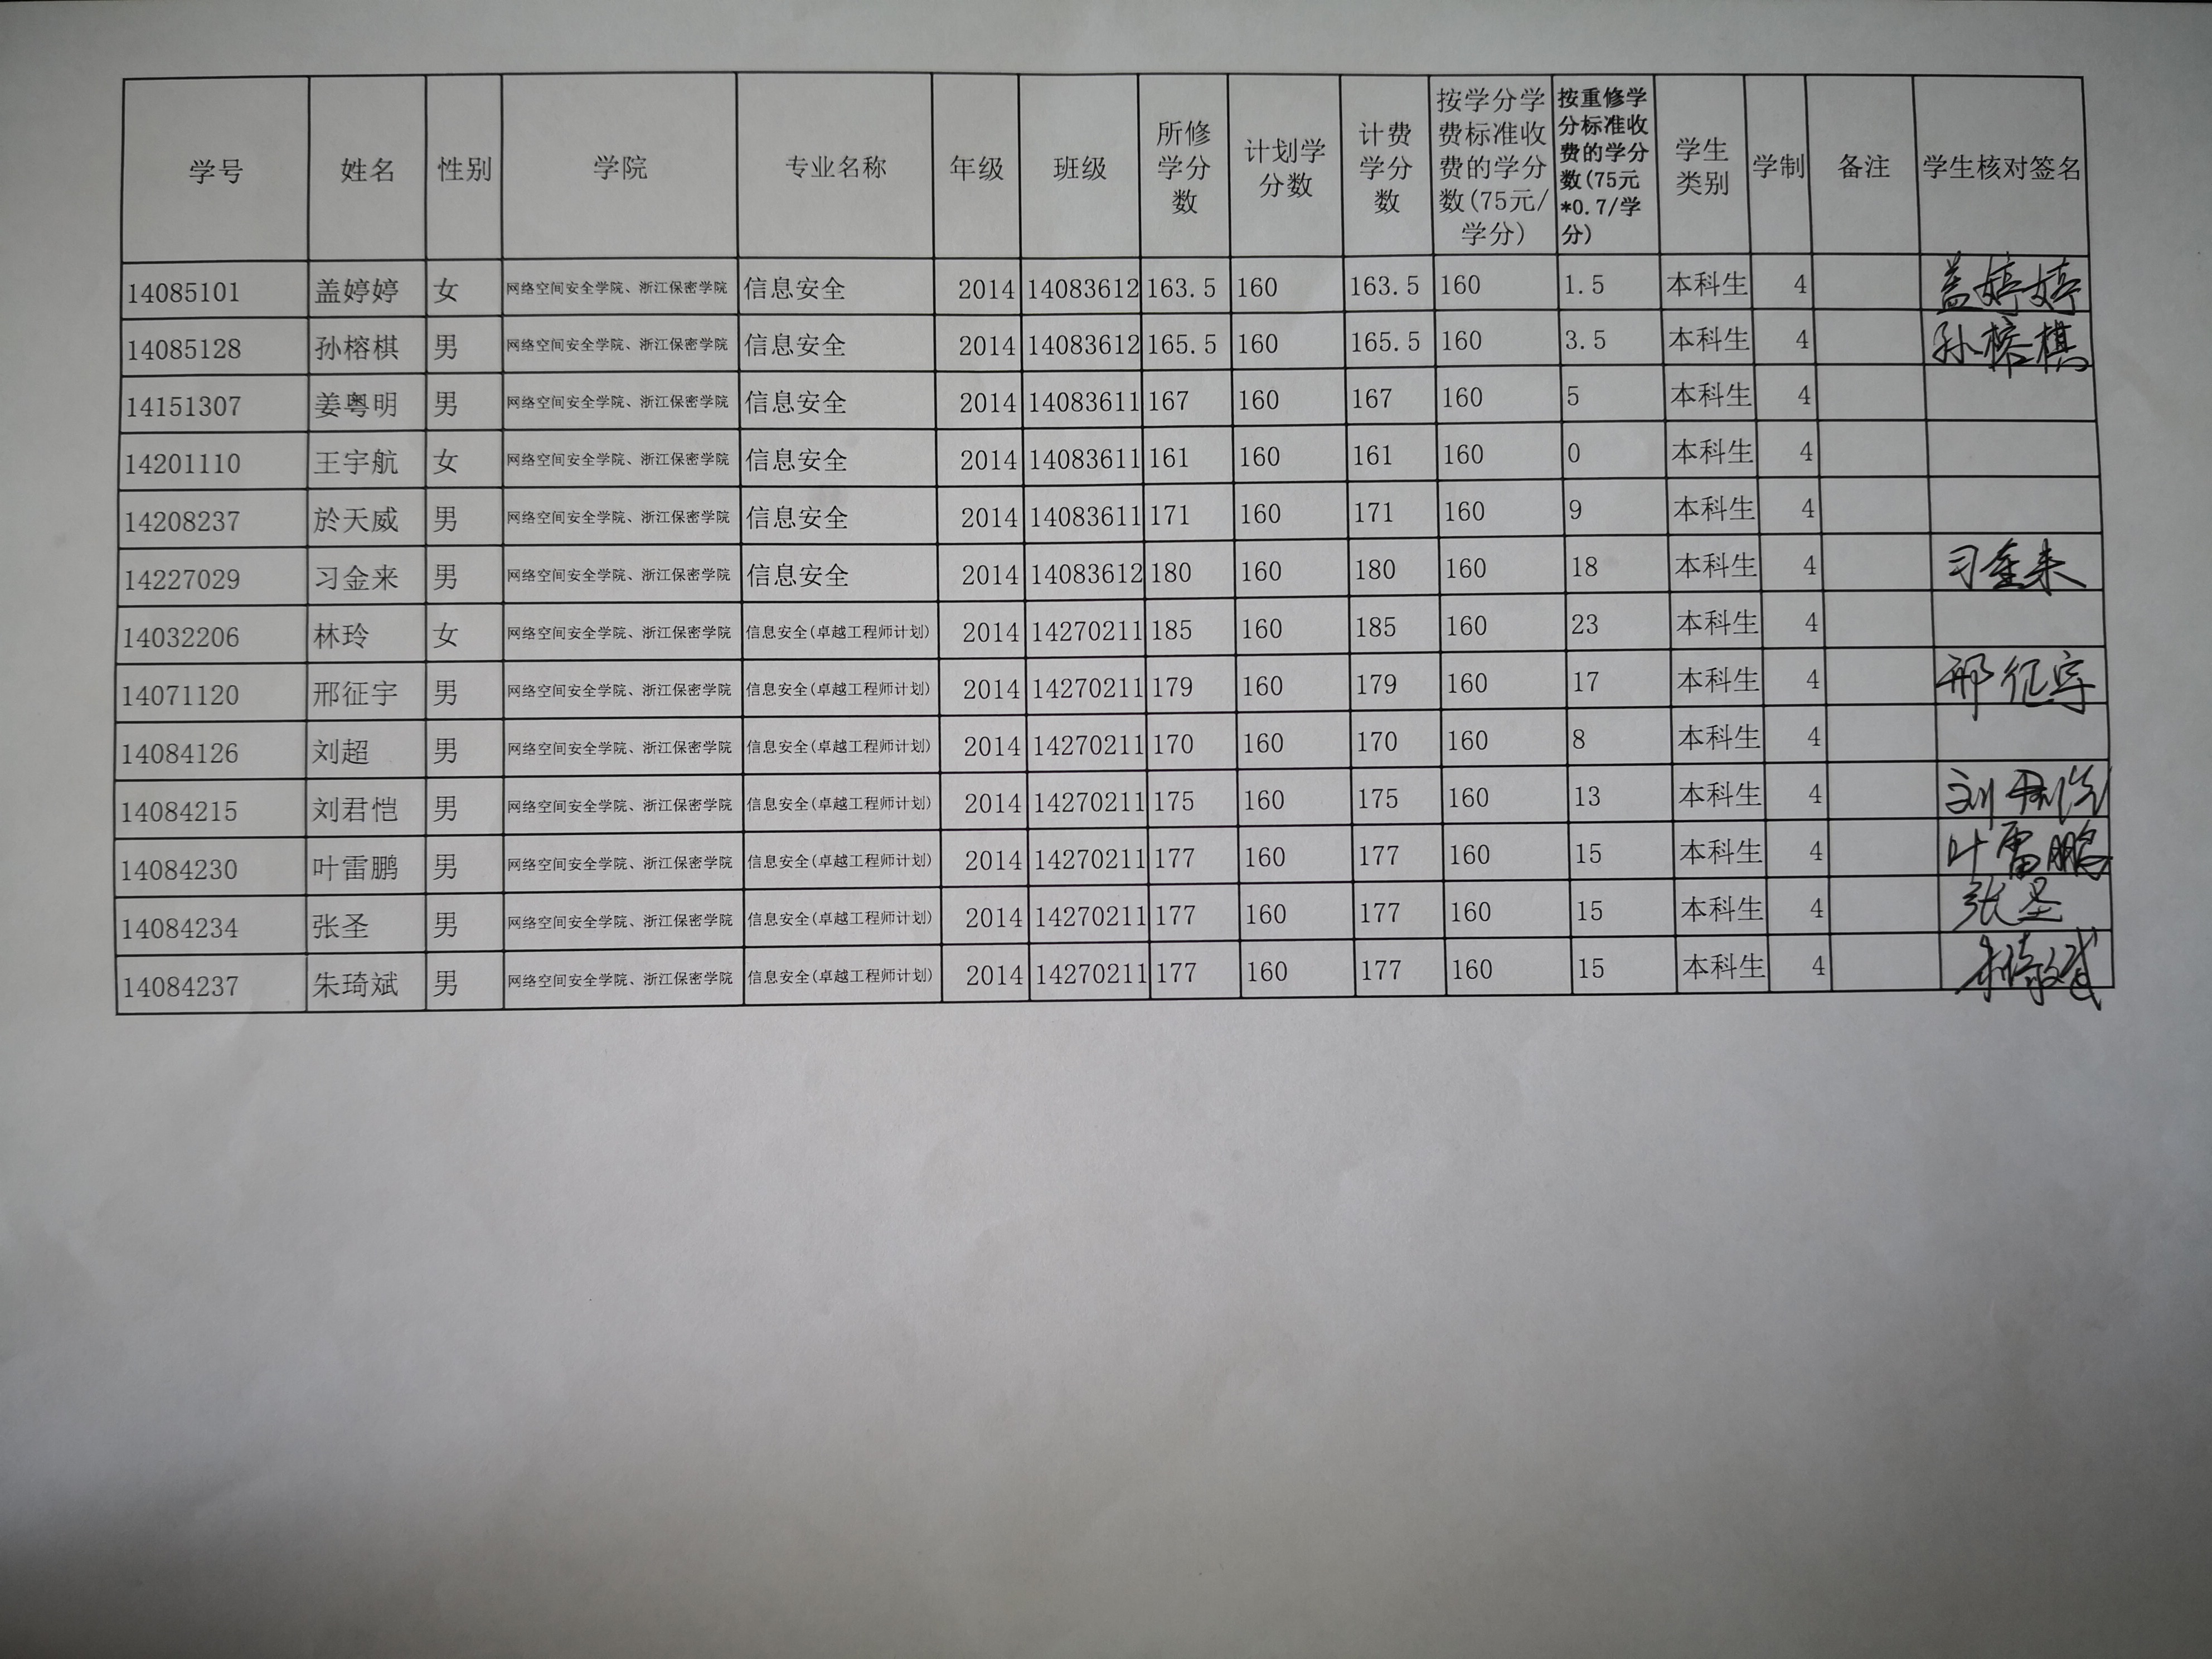 学号 姓名 性别 学院 专业名称 年级 班级 所修学分数 计划学分数 计费学分数 按学分学费标准收费的学分数(75元/学分) 按重修学分标准收费的学分数(75元*0.7/学分) 学生类别 学制 备注 学生核对签名
14085101 盖婷婷 女 网络空间安全学院、浙江保密学院 信息安全 2014 14083612 163.5 160 163.5 160 1.5 本科生 4 盖婷婷
14085128 孙榕棋 男 网络空间安全学院、浙江保密学院 信息安全 2014 14083612 165.5 160 165.5 160 3.5 本科生 4 孙榕棋
14151307 姜粤明 男 网络空间安全学院、浙江保密学院 信息安全 2014 14083611 167 160 167 160 5 本科生 4
14201110 王宇航 女 网络空间安全学院、浙江保密学院 信息安全 2014 14083611 161 160 161 160 0 本科生 4
14208237 於天威 男 网络空间安全学院、浙江保密学院 信息安全 2014 14083611 171 160 171 160 9 本科生 4
14227029 习金来 男 网络空间安全学院、浙江保密学院 信息安全 2014 14083612 180 160 180 160 18 本科生 4 习金来
14032206 林玲 女 网络空间安全学院、浙江保密学院 信息安全(卓越工程师计划) 2014 14270211 185 160 185 160 23 本科生 4
14071120 邢征宇 男 网络空间安全学院、浙江保密学院 信息安全(卓越工程师计划) 2014 14270211 179 160 179 160 17 本科生 4 邢征宇
14084126 刘超 男 网络空间安全学院、浙江保密学院 信息安全(卓越工程师计划) 2014 14270211 170 160 170 160 8 本科生 4
14084215 刘君恺 男 网络空间安全学院、浙江保密学院 信息安全(卓越工程师计划) 2014 14270211 175 160 175 160 13 本科生 4 刘君恺
14084230 叶雷鹏 男 网络空间安全学院、浙江保密学院 信息安全(卓越工程师计划) 2014 14270211 177 160 177 160 15 本科生 4 叶雷鹏
14084234 张圣 男 网络空间安全学院、浙江保密学院 信息安全(卓越工程师计划) 2014 14270211 177 160 177 160 15 本科生 4 张圣
14084237 朱琦斌 男 网络空间安全学院、浙江保密学院 信息安全(卓越工程师计划) 2014 14270211 177 160 177 160 15 本科生 4 朱琦斌